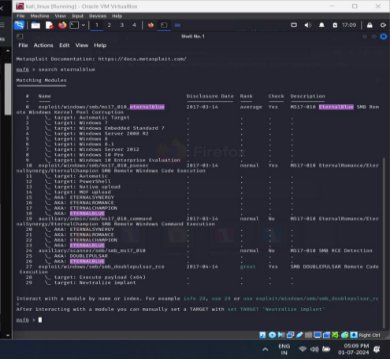 kali_linux [Running] - Oracle VM VirtualBox
File Machine View Input Devices Help
1 2 3 4
17:09
Shell No. 1
File Actions Edit View Help
Metasploit Documentation: https://docs.metasploit.com/
msf6 > search eternalblue
Matching Modules
# Name Disclosure Date Rank Check Description
0 exploit/windows/smb/ms17_010_eternalblue 2017-03-14 average Yes MS17-010 EternalBlue SMB Remo
ote Windows Kernel Pool Corruption
1 \_ target: Automatic Target . . . .
2 \_ target: Windows 7 . . . .
3 \_ target: Windows Embedded Standard 7 . . . .
4 \_ target: Windows Server 2008 R2 . . . .
5 \_ target: Windows 8 . . . .
6 \_ target: Windows 8.1 . . . .
7 \_ target: Windows Server 2012 . . . .
8 \_ target: Windows 10 Pro . . . .
9 \_ target: Windows 10 Enterprise Evaluation . . . .
10 exploit/windows/smb/ms17_010_psexec 2017-03-14 normal Yes MS17-010 EternalRomance/Eter
nalSynergy/EternalChampion SMB Remote Windows Code Execution
11 \_ target: Automatic . . . .
12 \_ target: PowerShell . . . .
13 \_ target: Native upload . . . .
14 \_ target: MOF upload . . . .
15 \_ AKA: ETERNALSYNERGY . . . .
16 \_ AKA: ETERNALROMANCE . . . .
17 \_ AKA: ETERNALCHAMPION . . . .
18 \_ AKA: ETERNALBLUE . . . .
19 auxiliary/admin/smb/ms17_010_command 2017-03-14 normal No MS17-010 EternalRomance/Eter
nalSynergy/EternalChampion SMB Remote Windows Command Execution
20 \_ AKA: ETERNALSYNERGY . . . .
21 \_ AKA: ETERNALROMANCE . . . .
22 \_ AKA: ETERNALCHAMPION . . . .
23 \_ AKA: ETERNALBLUE . . . .
24 auxiliary/scanner/smb/smb_ms17_010 . normal No MS17-010 SMB RCE Detection
25 \_ AKA: DOUBLEPULSAR . . . .
26 \_ AKA: ETERNALBLUE . . . .
27 exploit/windows/smb/smb_doublepulsar_rce 2017-04-14 great Yes SMB DOUBLEPULSAR Remote Code
Execution
28 \_ target: Execute payload (x64) . . . .
29 \_ target: Neutralize implant . . . .
Interact with a module by name or index. For example info 29, use 29 or use exploit/windows/smb/smb_doublepulsar_rc
e
After interacting with a module you can manually set a TARGET with set TARGET 'Neutralize implant'
msf6 >
Firefox
Right Ctrl
ENG
IN
05:09 PM
01-07-2024